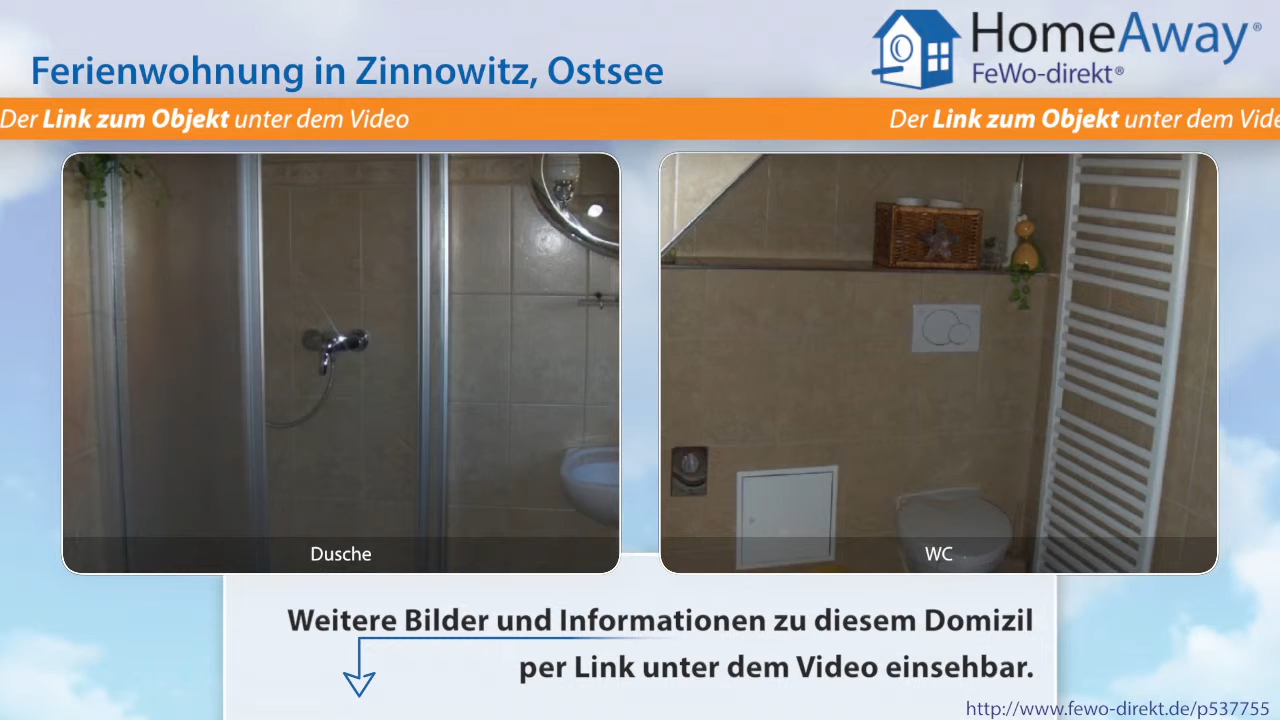 HomeAway®
FeWo-direkt®
Ferienwohnung in Zinnowitz, Ostsee
Der Link zum Objekt unter dem Video
Der Link zum Objekt unter dem Vide
Dusche
WC
Weitere Bilder und Informationen zu diesem Domizil
per Link unter dem Video einsehbar.
http://www.fewo-direkt.de/p537755